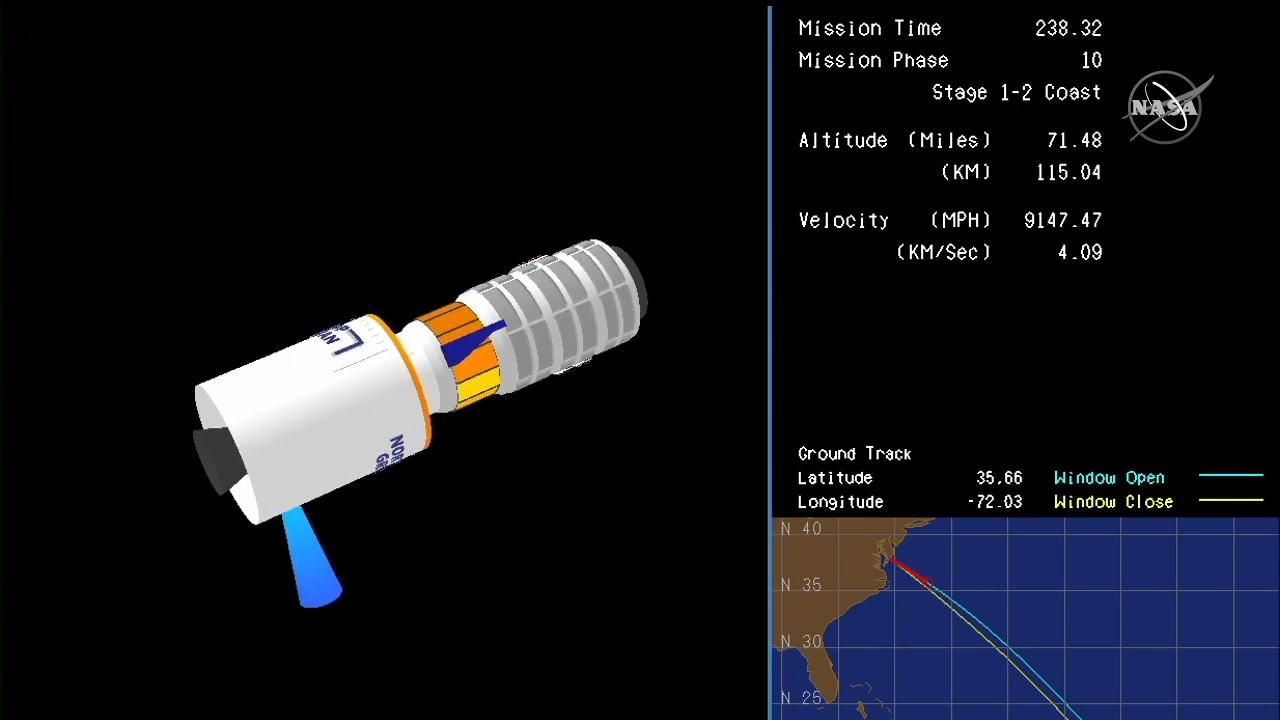 Mission Time 238.32
Mission Phase 10
Stage 1-2 Coast
NASA
Altitude (Miles) 71.48
(KM) 115.04
Velocity (MPH) 9147.47
(KM/Sec) 4.09
Ground Track
Latitude 35.66 Window Open
Longitude -72.03 Window Close
N 40
N 35
N 30
N 25